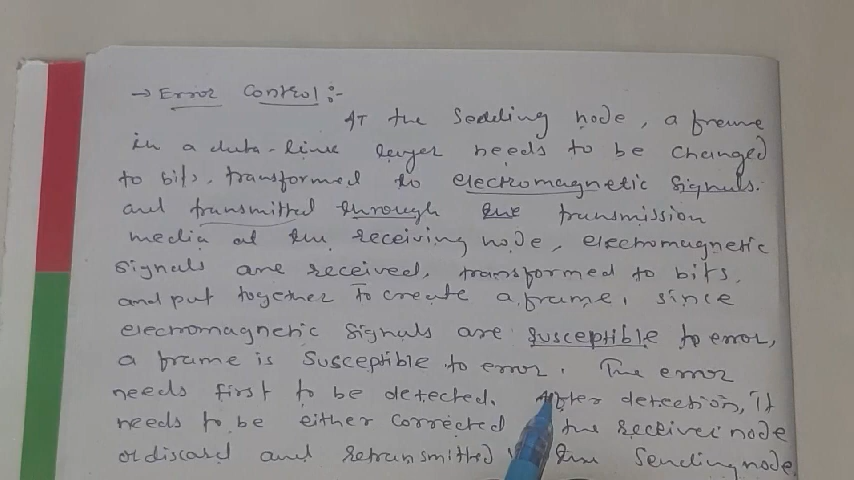 → Error Control :-
At the Sedding node, a frame
in a data-link leyer needs to be changed
to bits, transformed to electromagnetic signals.
and transmitted through the transmission
media at the receiving node, electromagnetic
signals are received, transformed to bits,
and put together to create a frame, since
electromagnetic signals are susceptible to error,
a frame is susceptible to error. The error
needs first to be detected. After detection, it
needs to be either corrected the receiver node
or discard and retransmitted the Sending node.